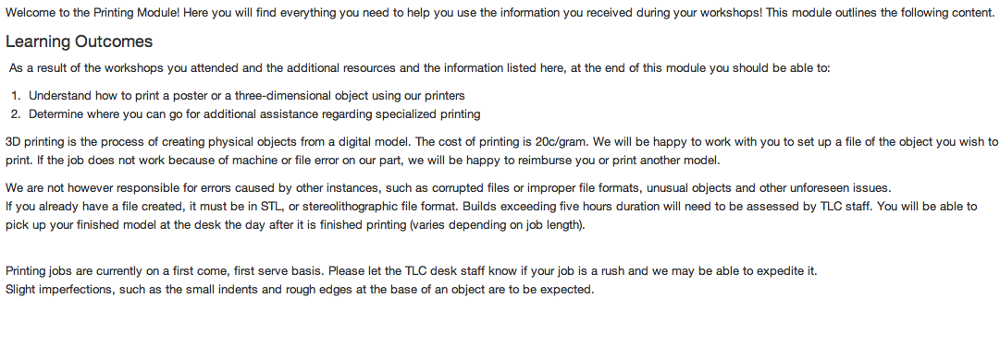 Welcome to the Printing Module! Here you will find everything you need to help you use the information you received during your workshops! This module outlines the following content.
Learning Outcomes
As a result of the workshops you attended and the additional resources and the information listed here, at the end of this module you should be able to:
1. Understand how to print a poster or a three-dimensional object using our printers
2. Determine where you can go for additional assistance regarding specialized printing
3D printing is the process of creating physical objects from a digital model. The cost of printing is 20c/gram. We will be happy to work with you to set up a file of the object you wish to
print. If the job does not work because of machine or file error on our part, we will be happy to reimburse you or print another model.
We are not however responsible for errors caused by other instances, such as corrupted files or improper file formats, unusual objects and other unforeseen issues.
If you already have a file created, it must be in STL, or stereolithographic file format. Builds exceeding five hours duration will need to be assessed by TLC staff. You will be able to
pick up your finished model at the desk the day after it is finished printing (varies depending on job length).
Printing jobs are currently on a first come, first serve basis. Please let the TLC desk staff know if your job is a rush and we may be able to expedite it.
Slight imperfections, such as the small indents and rough edges at the base of an object are to be expected.